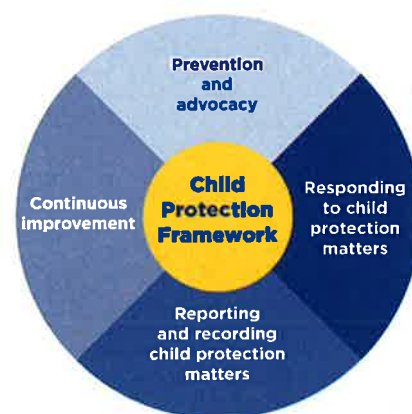 Prevention
and
advocacy
Child
Protection
Framework
Responding
to child
protection
matters
Reporting
and recording
child protection
matters
Continuous
improvement